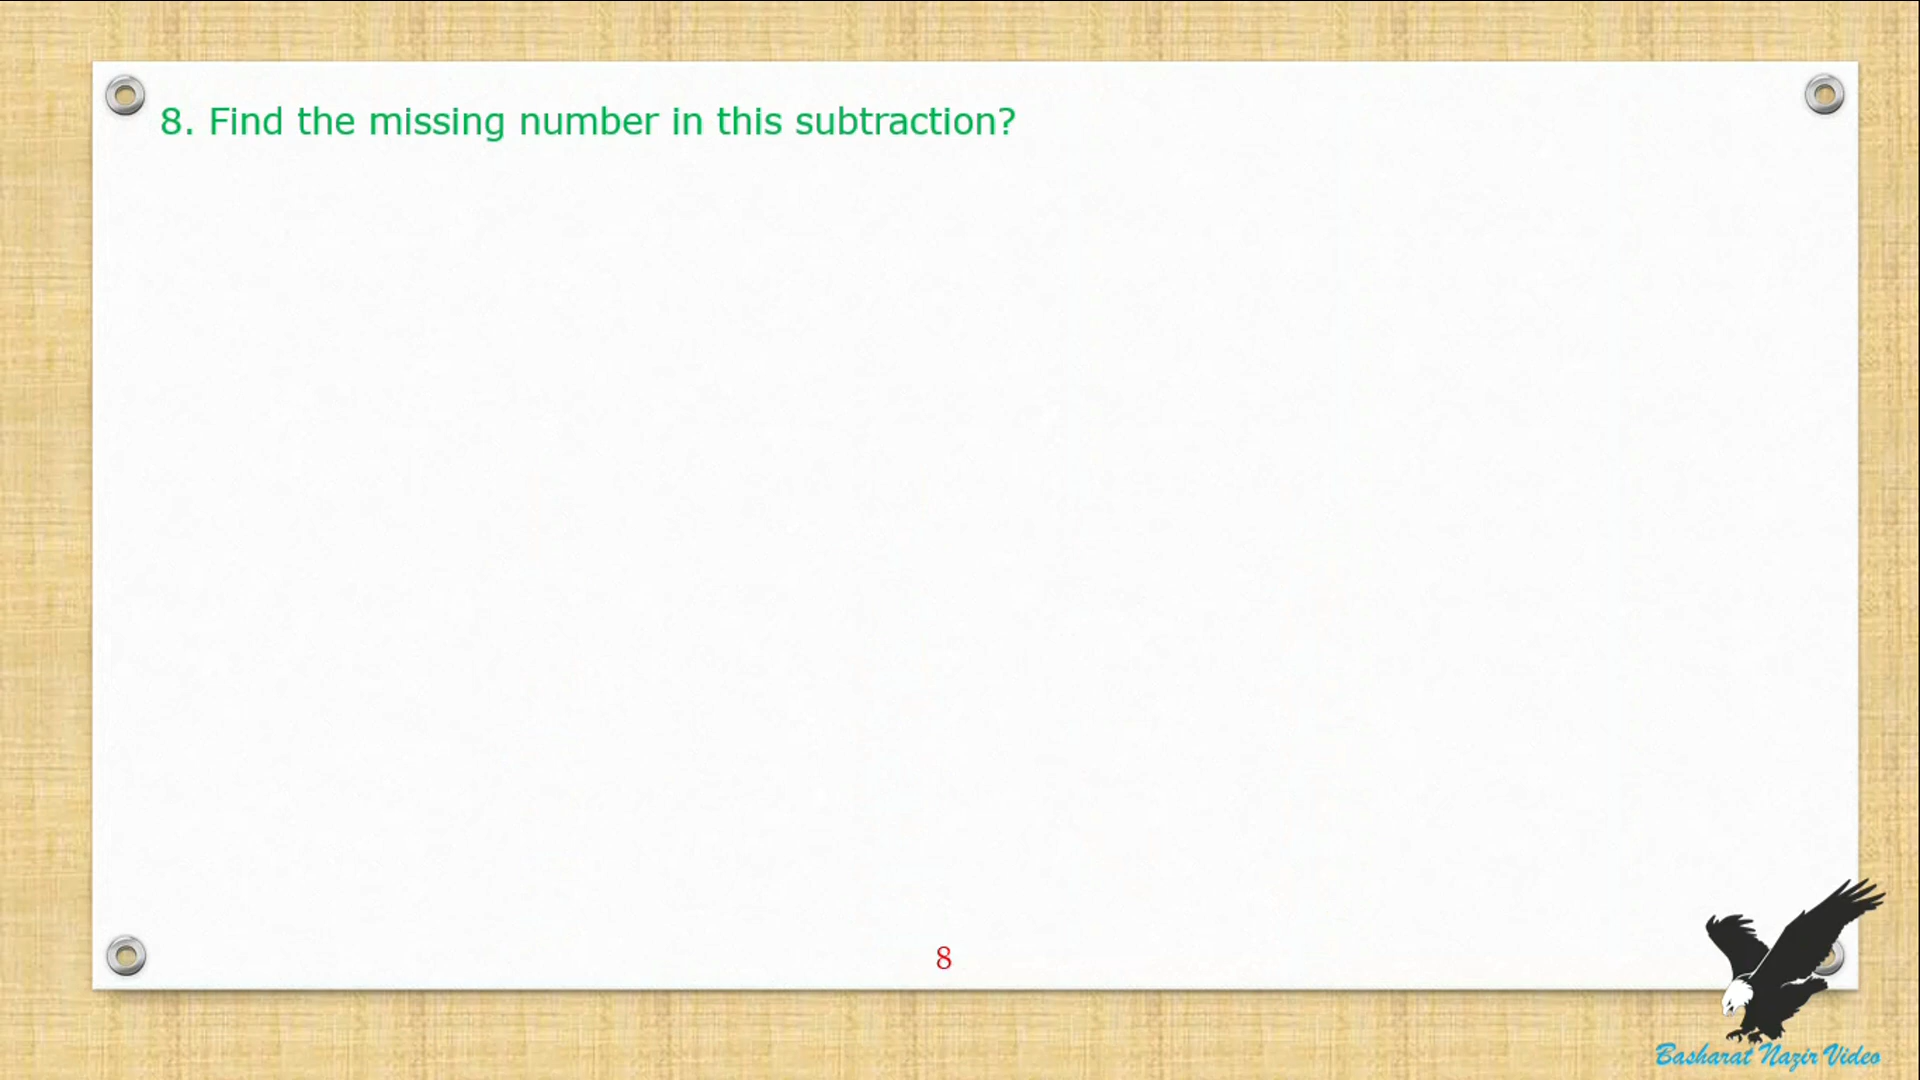 8. Find the missing number in this subtraction?
8
Basharat Nazir Video